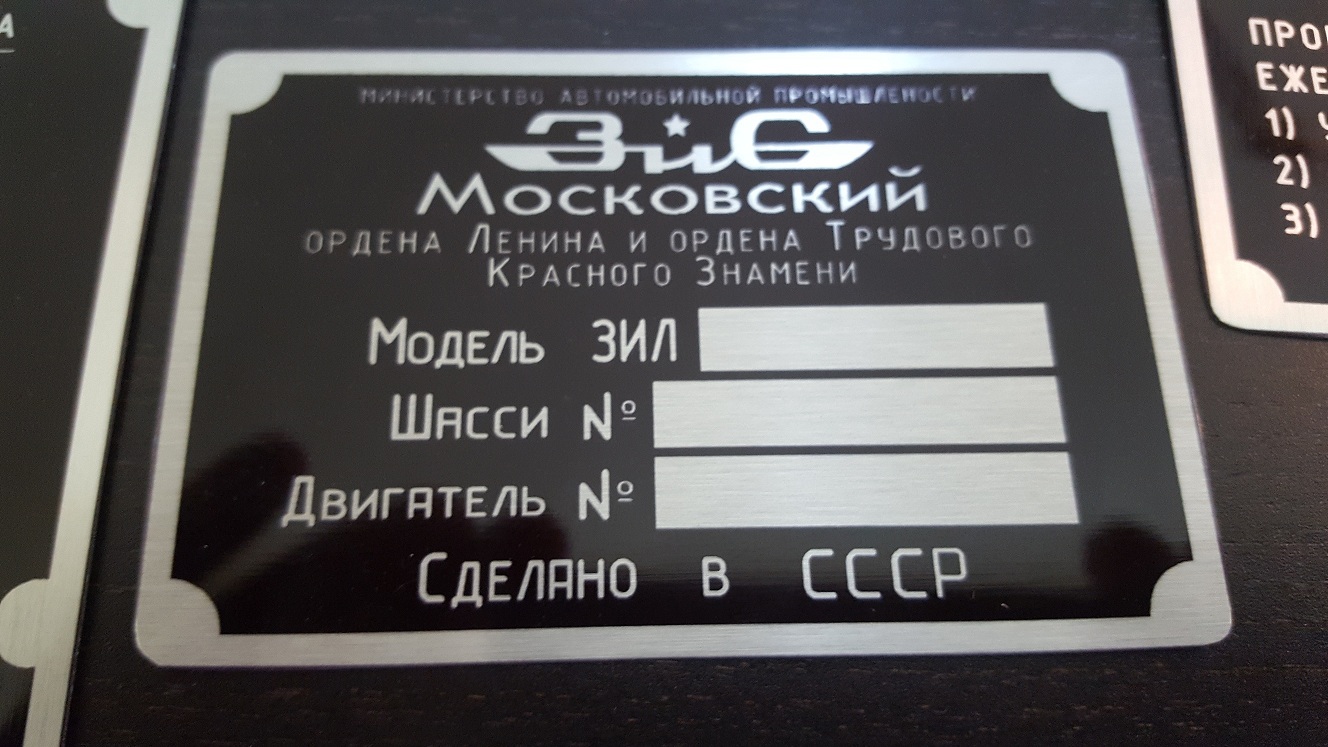 А
МИНИСТЕРСТВО АВТОМОБИЛЬНОЙ ПРОМЫШЛЕНОСТИ
ЗиС
Московский
ордена Ленина и ордена Трудового
Красного Знамени
Модель ЗИЛ
Шасси №
Двигатель №
Сделано в СССР
ПРО
ЕЖЕ
1) У
2)
3)